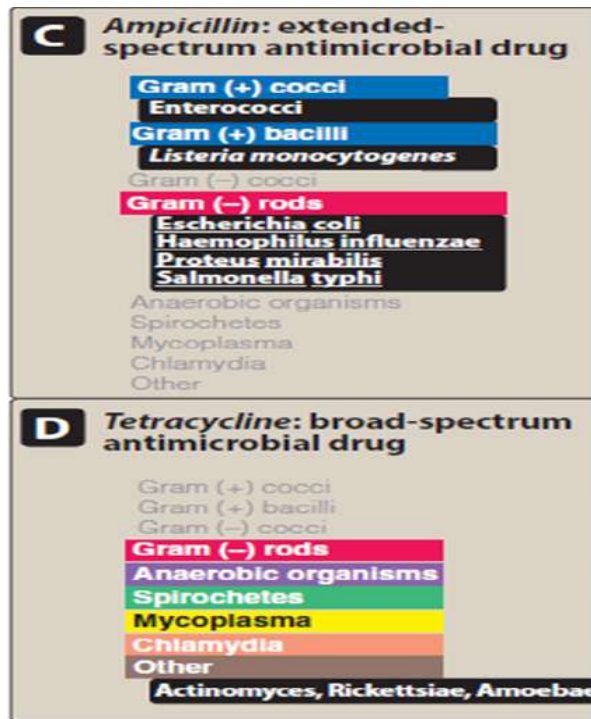 C Ampicillin: extended-
spectrum antimicrobial drug
Gram (+) cocci
Enterococci
Gram (+) bacilli
Listeria monocytogenes
Gram (–) cocci
Gram (–) rods
Escherichia coli
Haemophilus influenzae
Proteus mirabilis
Salmonella typhi
Anaerobic organisms
Spirochetes
Mycoplasma
Chlamydia
Other
D Tetracycline: broad-spectrum
antimicrobial drug
Gram (+) cocci
Gram (+) bacilli
Gram (–) cocci
Gram (–) rods
Anaerobic organisms
Spirochetes
Mycoplasma
Chlamydia
Other
Actinomyces, Rickettsiae, Amoebae